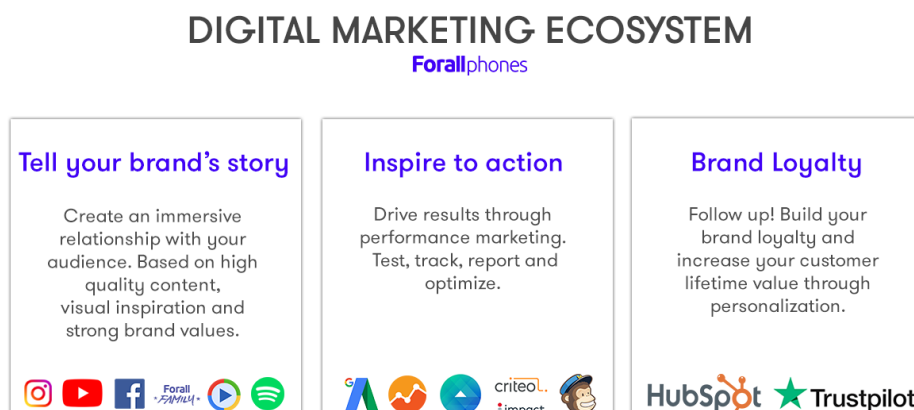 DIGITAL MARKETING ECOSYSTEM
Forallphones
Tell your brand's story
Create an immersive
relationship with your
audience. Based on high
quality content,
visual inspiration and
strong brand values.
Forall
FAMILY
Inspire to action
Drive results through
performance marketing.
Test, track, report and
optimize.
criteo
impact
Brand Loyalty
Follow up! Build your
brand loyalty and
increase your customer
lifetime value through
personalization.
HubSpot
Trustpilot